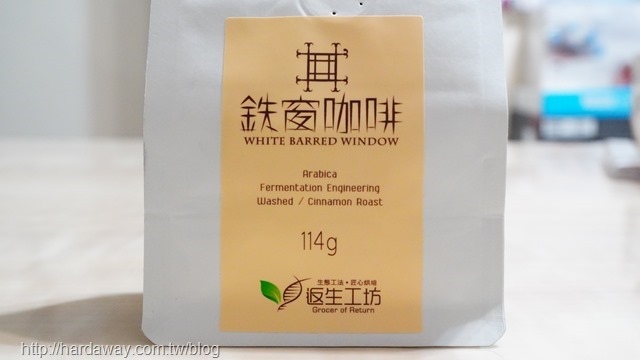 鉄窗咖啡
WHITE BARRED WINDOW
Arabica
Fermentation Engineering
Washed / Cinnamon Roast
114g
生態工法・匠心烘培
返生工坊
Grocer of Return
http://hardaway.com.tw/blog